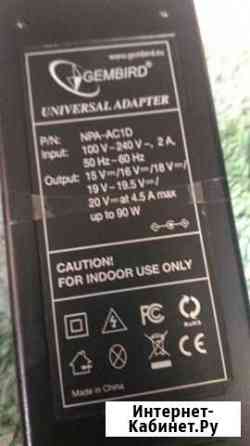 www.gembird.eu
GEMBIRD®
UNIVERSAL ADAPTER
P/N: NPA-AC1D
Input: 100 V~240 V~, 2 A,
50 Hz - 60 Hz
Output: 15 V⎓/16 V⎓/18 V⎓/
19 V⎓19.5 V⎓/
20 V⎓ at 4.5 A max
up to 90 W
CAUTION!
FOR INDOOR USE ONLY
FC
RoHS
CE
Made in China
Интернет-
Кабинет.Ру